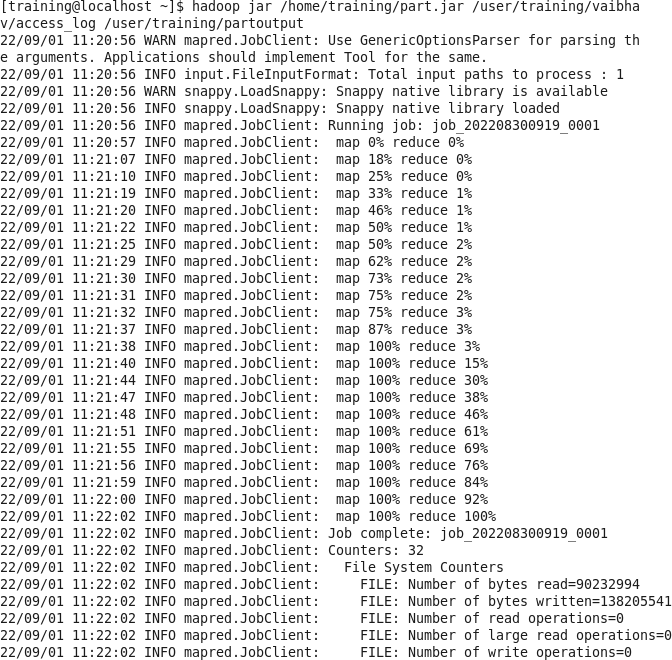 [training@localhost ~]$ hadoop jar /home/training/part.jar /user/training/vaibha
v/access_log /user/training/partoutput
22/09/01 11:20:56 WARN mapred.JobClient: Use GenericOptionsParser for parsing th
e arguments. Applications should implement Tool for the same.
22/09/01 11:20:56 INFO input.FileInputFormat: Total input paths to process : 1
22/09/01 11:20:56 WARN snappy.LoadSnappy: Snappy native library is available
22/09/01 11:20:56 INFO snappy.LoadSnappy: Snappy native library loaded
22/09/01 11:20:56 INFO mapred.JobClient: Running job: job_202208300919_0001
22/09/01 11:20:57 INFO mapred.JobClient:  map 0% reduce 0%
22/09/01 11:21:07 INFO mapred.JobClient:  map 18% reduce 0%
22/09/01 11:21:10 INFO mapred.JobClient:  map 25% reduce 0%
22/09/01 11:21:19 INFO mapred.JobClient:  map 33% reduce 1%
22/09/01 11:21:20 INFO mapred.JobClient:  map 46% reduce 1%
22/09/01 11:21:22 INFO mapred.JobClient:  map 50% reduce 1%
22/09/01 11:21:25 INFO mapred.JobClient:  map 50% reduce 2%
22/09/01 11:21:29 INFO mapred.JobClient:  map 62% reduce 2%
22/09/01 11:21:30 INFO mapred.JobClient:  map 73% reduce 2%
22/09/01 11:21:31 INFO mapred.JobClient:  map 75% reduce 2%
22/09/01 11:21:32 INFO mapred.JobClient:  map 75% reduce 3%
22/09/01 11:21:37 INFO mapred.JobClient:  map 87% reduce 3%
22/09/01 11:21:38 INFO mapred.JobClient:  map 100% reduce 3%
22/09/01 11:21:40 INFO mapred.JobClient:  map 100% reduce 15%
22/09/01 11:21:44 INFO mapred.JobClient:  map 100% reduce 30%
22/09/01 11:21:47 INFO mapred.JobClient:  map 100% reduce 38%
22/09/01 11:21:48 INFO mapred.JobClient:  map 100% reduce 46%
22/09/01 11:21:51 INFO mapred.JobClient:  map 100% reduce 61%
22/09/01 11:21:55 INFO mapred.JobClient:  map 100% reduce 69%
22/09/01 11:21:56 INFO mapred.JobClient:  map 100% reduce 76%
22/09/01 11:21:59 INFO mapred.JobClient:  map 100% reduce 84%
22/09/01 11:22:00 INFO mapred.JobClient:  map 100% reduce 92%
22/09/01 11:22:02 INFO mapred.JobClient:  map 100% reduce 100%
22/09/01 11:22:02 INFO mapred.JobClient: Job complete: job_202208300919_0001
22/09/01 11:22:02 INFO mapred.JobClient: Counters: 32
22/09/01 11:22:02 INFO mapred.JobClient:   File System Counters
22/09/01 11:22:02 INFO mapred.JobClient:     FILE: Number of bytes read=90232994
22/09/01 11:22:02 INFO mapred.JobClient:     FILE: Number of bytes written=138205541
22/09/01 11:22:02 INFO mapred.JobClient:     FILE: Number of read operations=0
22/09/01 11:22:02 INFO mapred.JobClient:     FILE: Number of large read operations=0
22/09/01 11:22:02 INFO mapred.JobClient:     FILE: Number of write operations=0